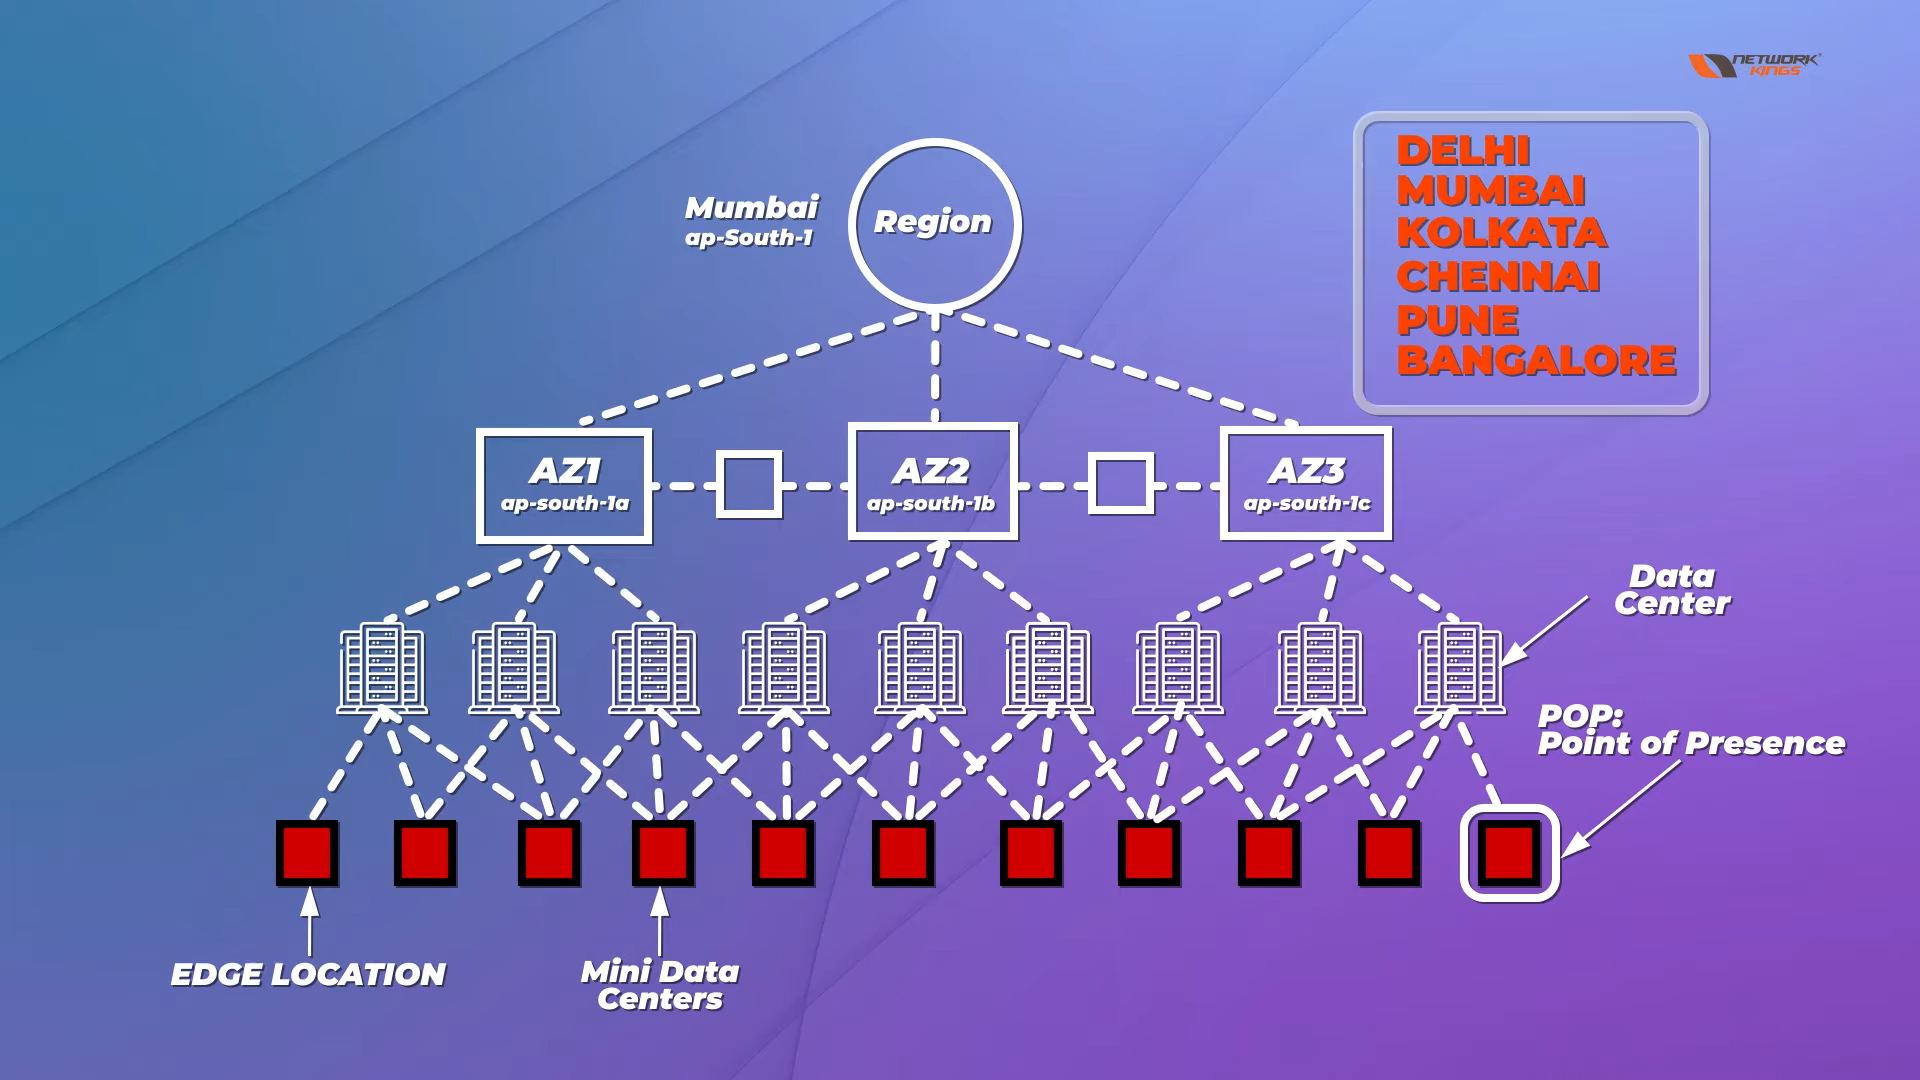 NETWORK
KINGS
DELHI
MUMBAI
KOLKATA
CHENNAI
PUNE
BANGALORE
Mumbai
ap-South-1
Region
AZ1
ap-south-1a
AZ2
ap-south-1b
AZ3
ap-south-1c
Data
Center
POP:
Point of Presence
EDGE LOCATION
Mini Data
Centers